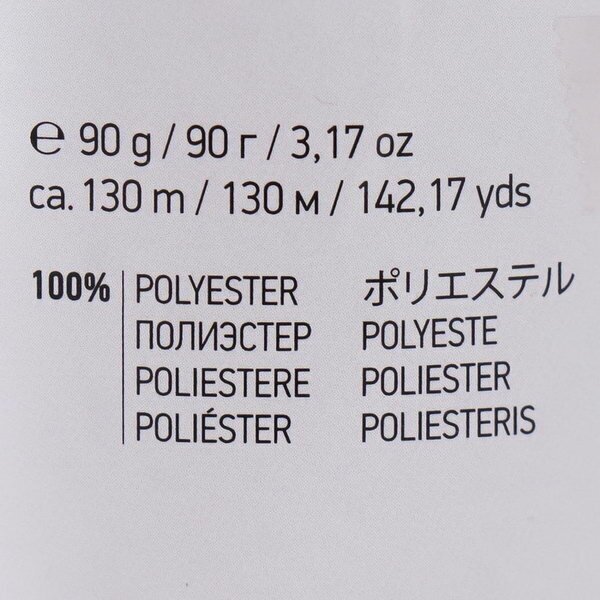 ℮ 90 g / 90 г / 3,17 oz
ca. 130 m / 130 м / 142,17 yds
100% POLYESTER ポリエステル
ПОЛИЭСТЕР POLYESTE
POLIESTERE POLIESTER
POLIÉSTER POLIESTERIS